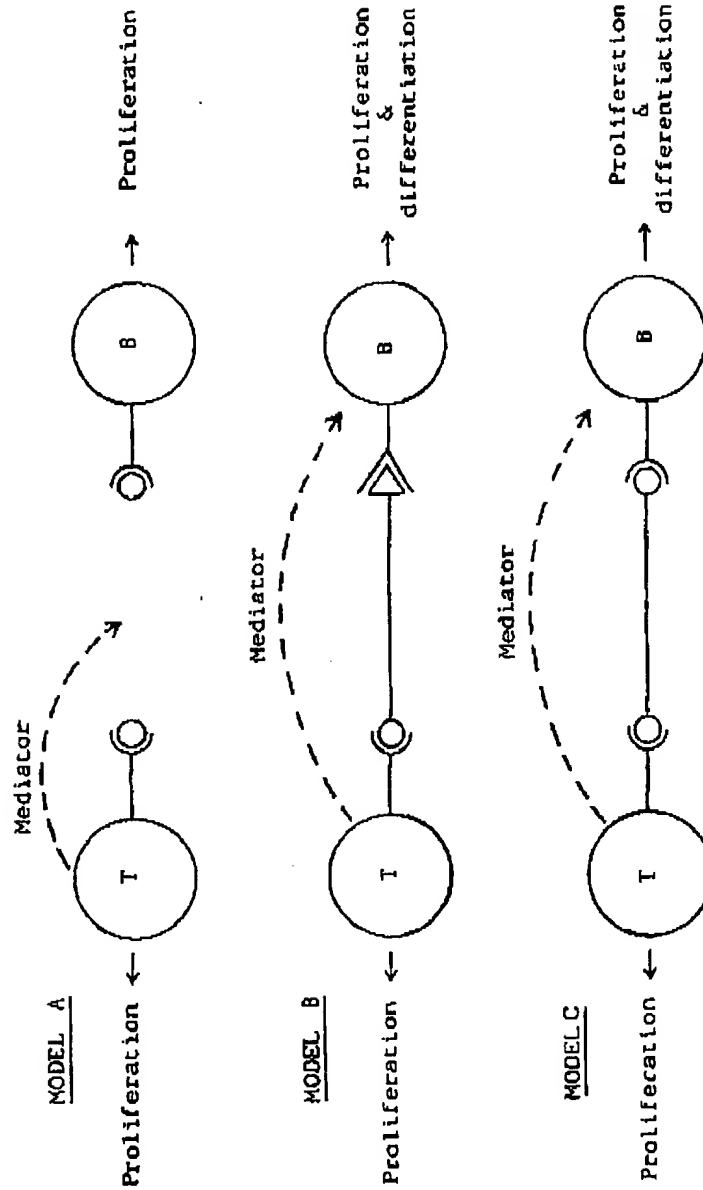 MODEL A
Mediator
Proliferation
T
B
Proliferation
MODEL B
Mediator
Proliferation
T
B
Proliferation
&
differentiation
MODEL C
Mediator
Proliferation
T
B
Proliferation
&
differentiation